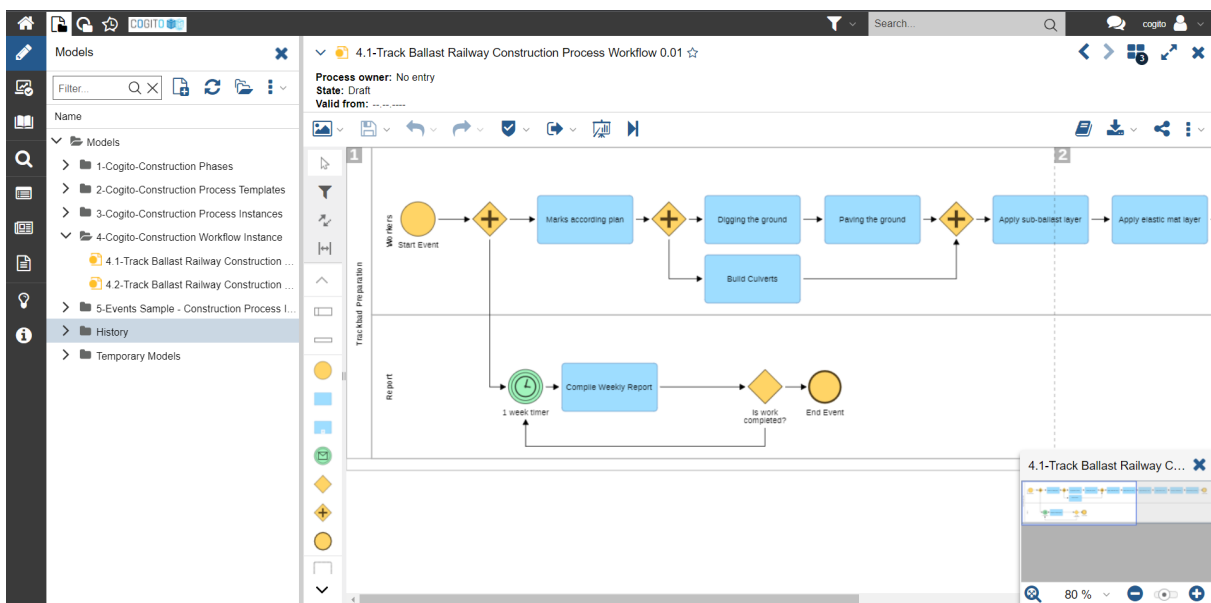 COGITO
Search...
cogito
Models
Filter...
Name
Models
1-Cogito-Construction Phases
2-Cogito-Construction Process Templates
3-Cogito-Construction Process Instances
4-Cogito-Construction Workflow Instance
4.1-Track Ballast Railway Construction ...
4.2-Track Ballast Railway Construction ...
5-Events Sample - Construction Process I...
History
Temporary Models
4.1-Track Ballast Railway Construction Process Workflow 0.01
3
Process owner: No entry
State: Draft
Valid from: --.--.----
1
2
Trackbad Preparation
Workers
Start Event
Marks according plan
Digging the ground
Paving the ground
Apply sub-ballast layer
Apply elastic mat layer
Build Culverts
Report
1 week timer
Compile Weekly Report
Is work
completed?
End Event
4.1-Track Ballast Railway C...
80 %